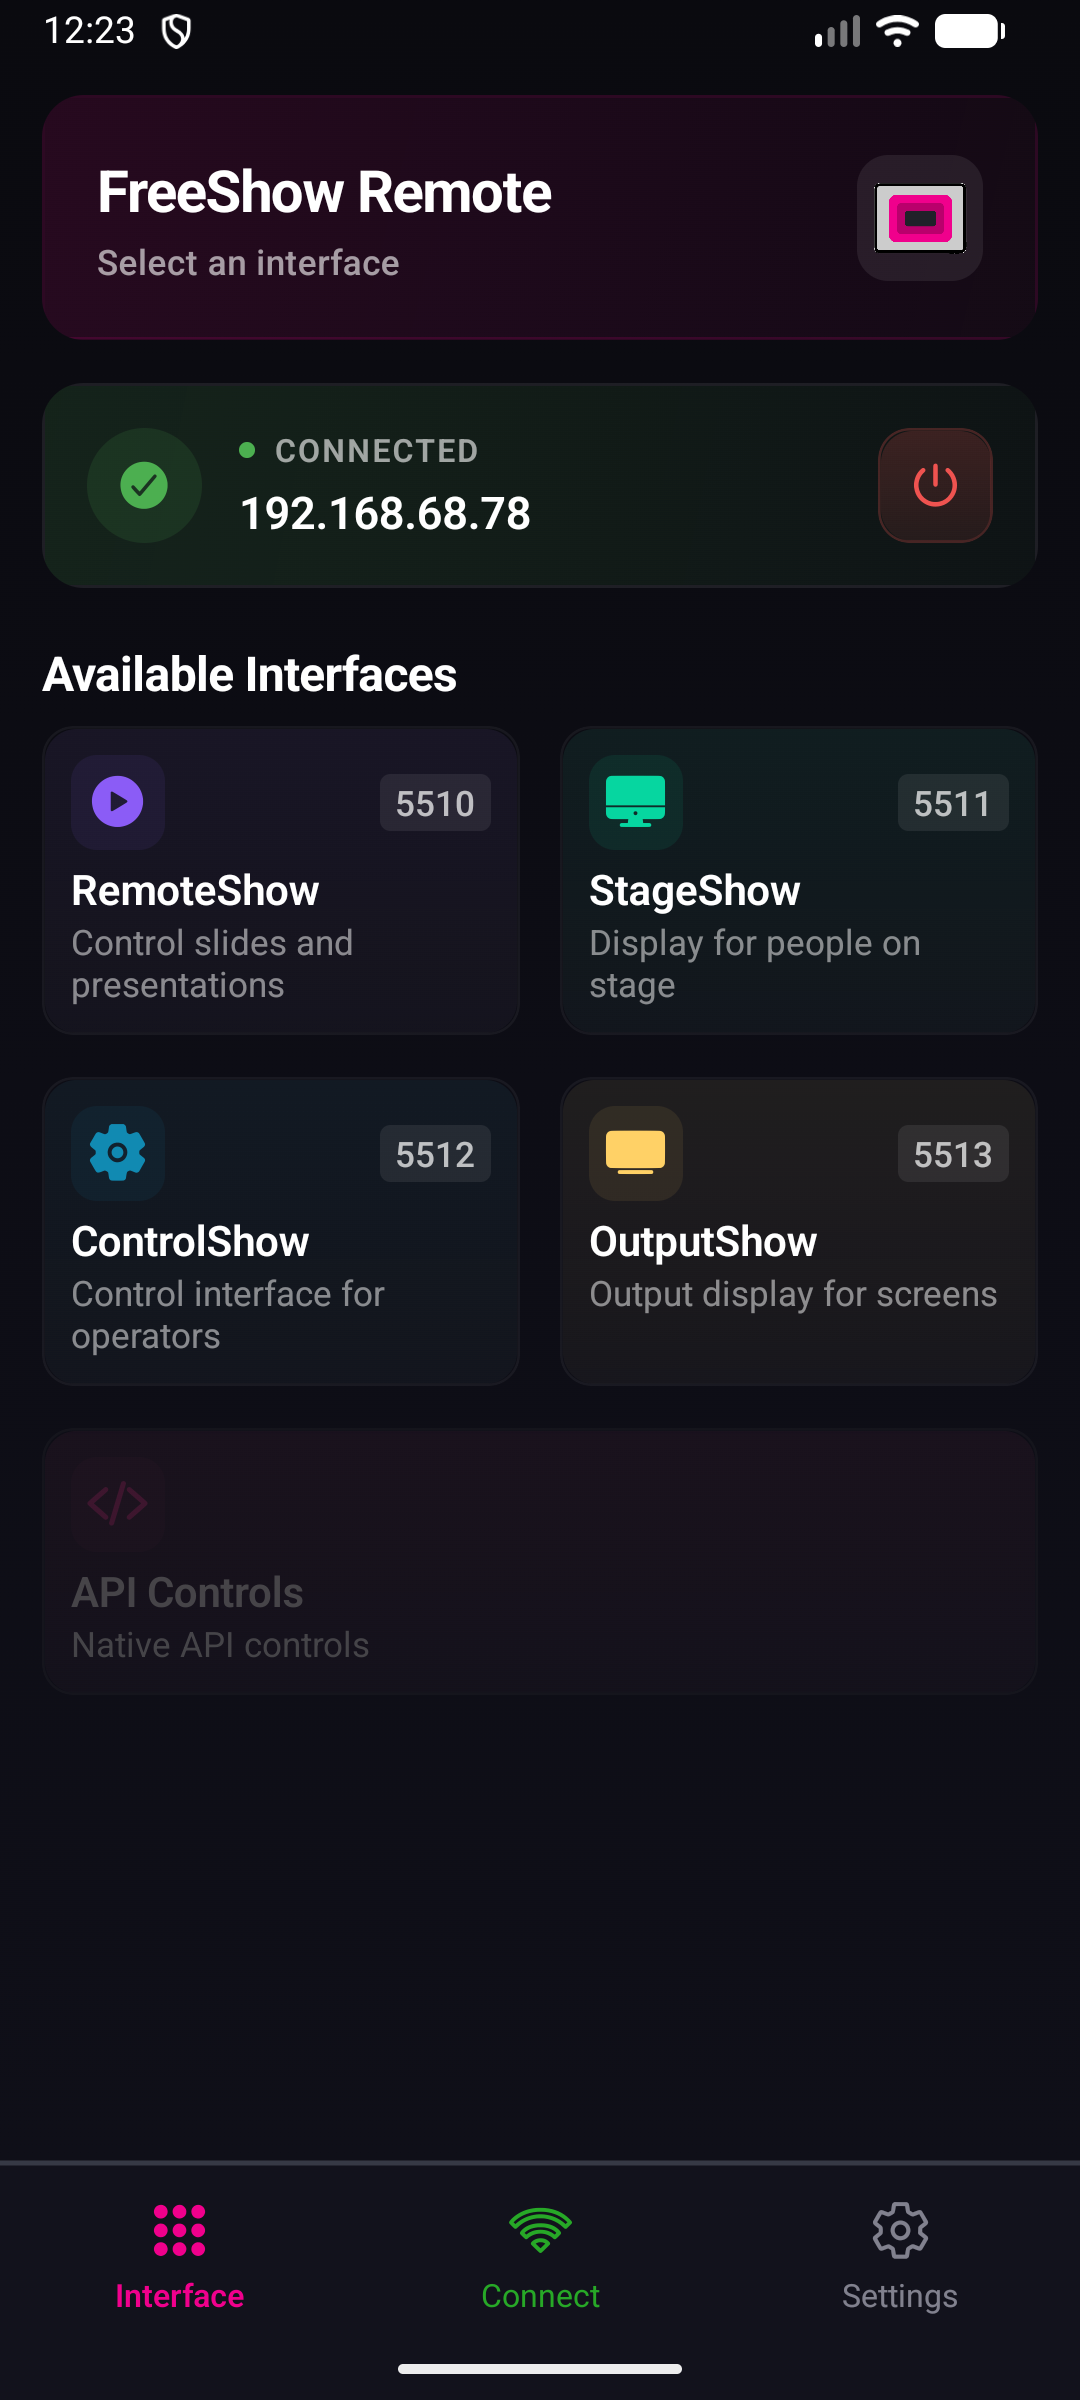 12:23
FreeShow Remote
Select an interface
CONNECTED
192.168.68.78
Available Interfaces
5510
RemoteShow
Control slides and
presentations
5511
StageShow
Display for people on
stage
5512
ControlShow
Control interface for
operators
5513
OutputShow
Output display for screens
API Controls
Native API controls
Interface
Connect
Settings